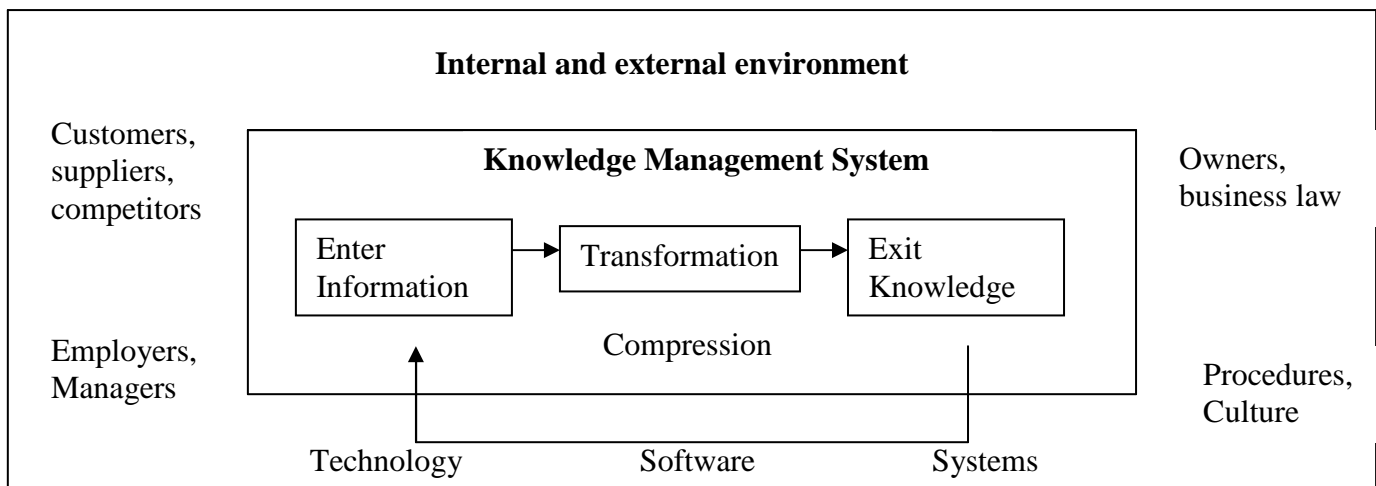 Internal and external environment
Customers,
suppliers,
competitors
Knowledge Management System
Owners,
business law
Enter
Information
Transformation
Exit
Knowledge
Compression
Employers,
Managers
Procedures,
Culture
Technology
Software
Systems